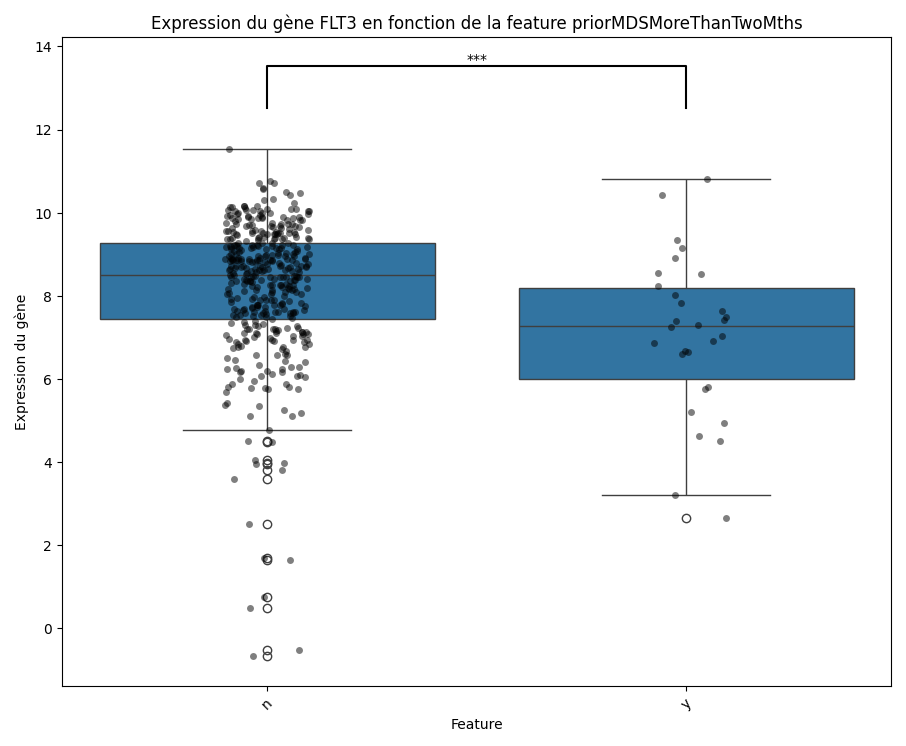 Expression du gène FLT3 en fonction de la feature priorMDSMoreThanTwoMths
***
14
12
10
8
6
4
2
0
Expression du gène
n
y
Feature